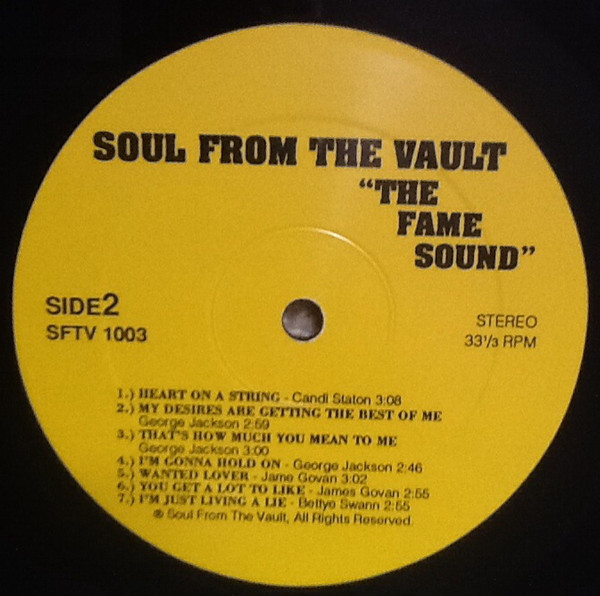 SOUL FROM THE VAULT
“THE
FAME
SOUND”
SIDE2
SFTV 1003
STEREO
33⅓ RPM
1.) HEART ON A STRING - Candi Staton 3:08
2.) MY DESIRES ARE GETTING THE BEST OF ME
George Jackson 2:59
3.) THAT'S HOW MUCH YOU MEAN TO ME
George Jackson 3:00
4.) I'M GONNA HOLD ON - George Jackson 2:46
5.) WANTED LOVER - Jame Govan 3:02
6.) YOU GET A LOT TO LIKE - James Govan 2:55
7.) I'M JUST LIVING A LIE - Bettye Swann 2:55
℗ Soul From The Vault, All Rights Reserved.